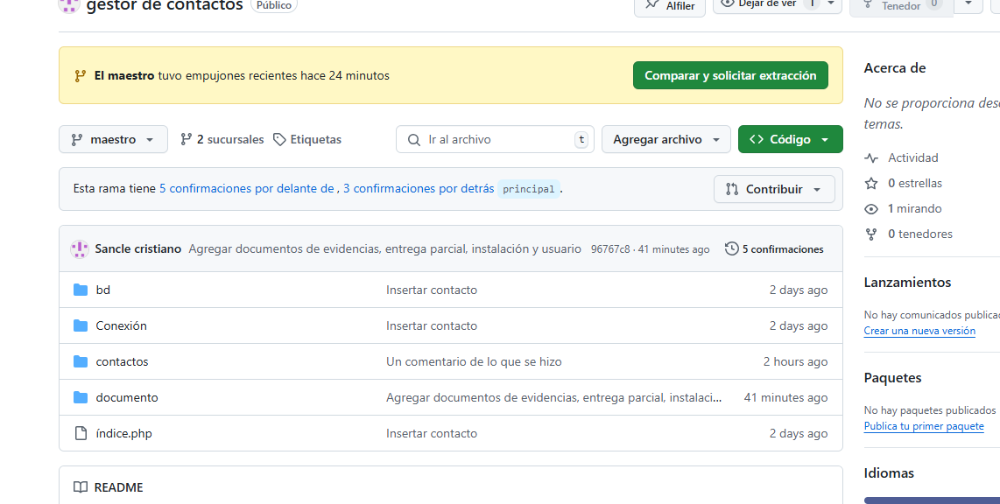 gestor de contactos Público
Alfiler
Dejar de ver 1
Tenedor 0
El maestro tuvo empujones recientes hace 24 minutos
Comparar y solicitar extracción
maestro
2 sucursales
Etiquetas
Ir al archivo t
Agregar archivo
Código
Esta rama tiene 5 confirmaciones por delante de , 3 confirmaciones por detrás principal .
Contribuir
Sancle cristiano Agregar documentos de evidencias, entrega parcial, instalación y usuario 96767c8 · 41 minutes ago 5 confirmaciones
bd Insertar contacto 2 days ago
Conexión Insertar contacto 2 days ago
contactos Un comentario de lo que se hizo 2 hours ago
documento Agregar documentos de evidencias, entrega parcial, instalaci... 41 minutes ago
índice.php Insertar contacto 2 days ago
README
Acerca de
No se proporciona desc
temas.
Actividad
0 estrellas
1 mirando
0 tenedores
Lanzamientos
No hay comunicados publicac
Crear una nueva versión
Paquetes
No hay paquetes publicados
Publica tu primer paquete
Idiomas